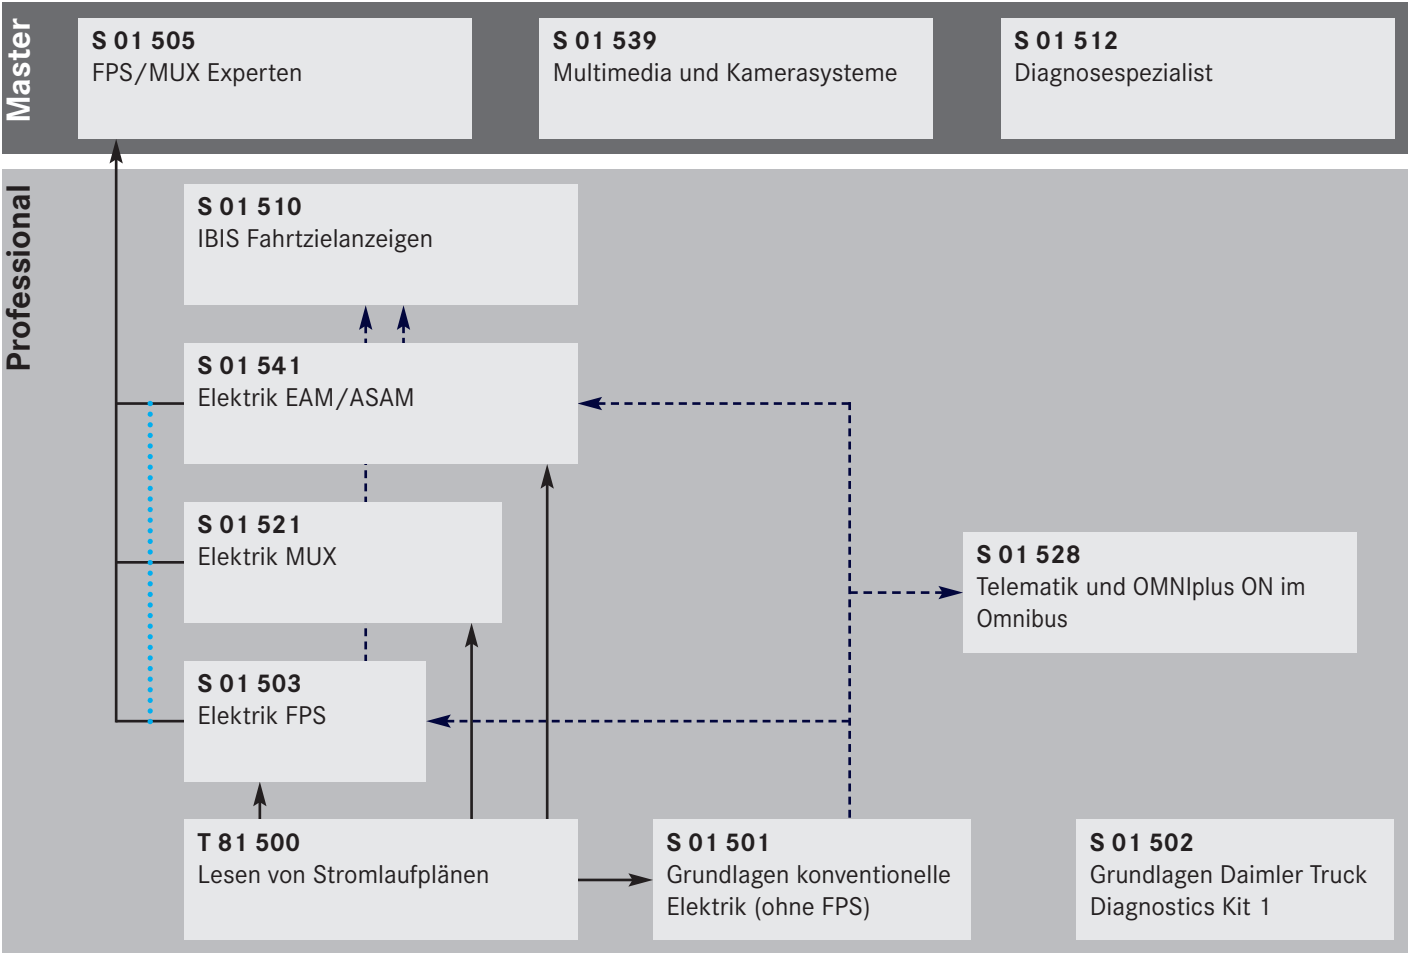 Master
S 01 505
FPS/MUX Experten
S 01 539
Multimedia und Kamerasysteme
S 01 512
Diagnosespezialist
Professional
S 01 510
IBIS Fahrtzielanzeigen
S 01 541
Elektrik EAM/ASAM
S 01 521
Elektrik MUX
S 01 528
Telematik und OMNIplus ON im
Omnibus
S 01 503
Elektrik FPS
T 81 500
Lesen von Stromlaufplänen
S 01 501
Grundlagen konventionelle
Elektrik (ohne FPS)
S 01 502
Grundlagen Daimler Truck
Diagnostics Kit 1